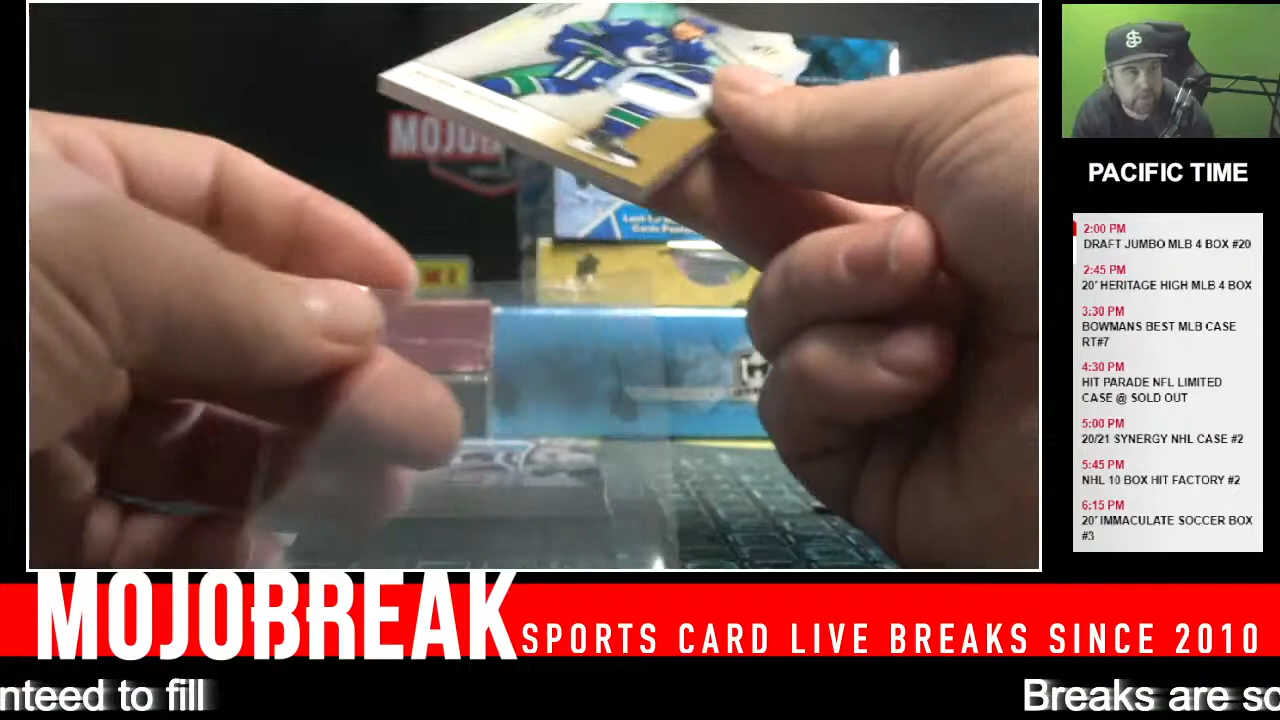 PACIFIC TIME
2:00 PM
DRAFT JUMBO MLB 4 BOX #20
2:45 PM
20' HERITAGE HIGH MLB 4 BOX
3:30 PM
BOWMANS BEST MLB CASE
RT#7
4:30 PM
HIT PARADE NFL LIMITED
CASE @ SOLD OUT
5:00 PM
20/21 SYNERGY NHL CASE #2
5:45 PM
NHL 10 BOX HIT FACTORY #2
6:15 PM
20' IMMACULATE SOCCER BOX
#3
MOJOBREAK
SPORTS CARD LIVE BREAKS SINCE 2010
nteed to fill
Breaks are so